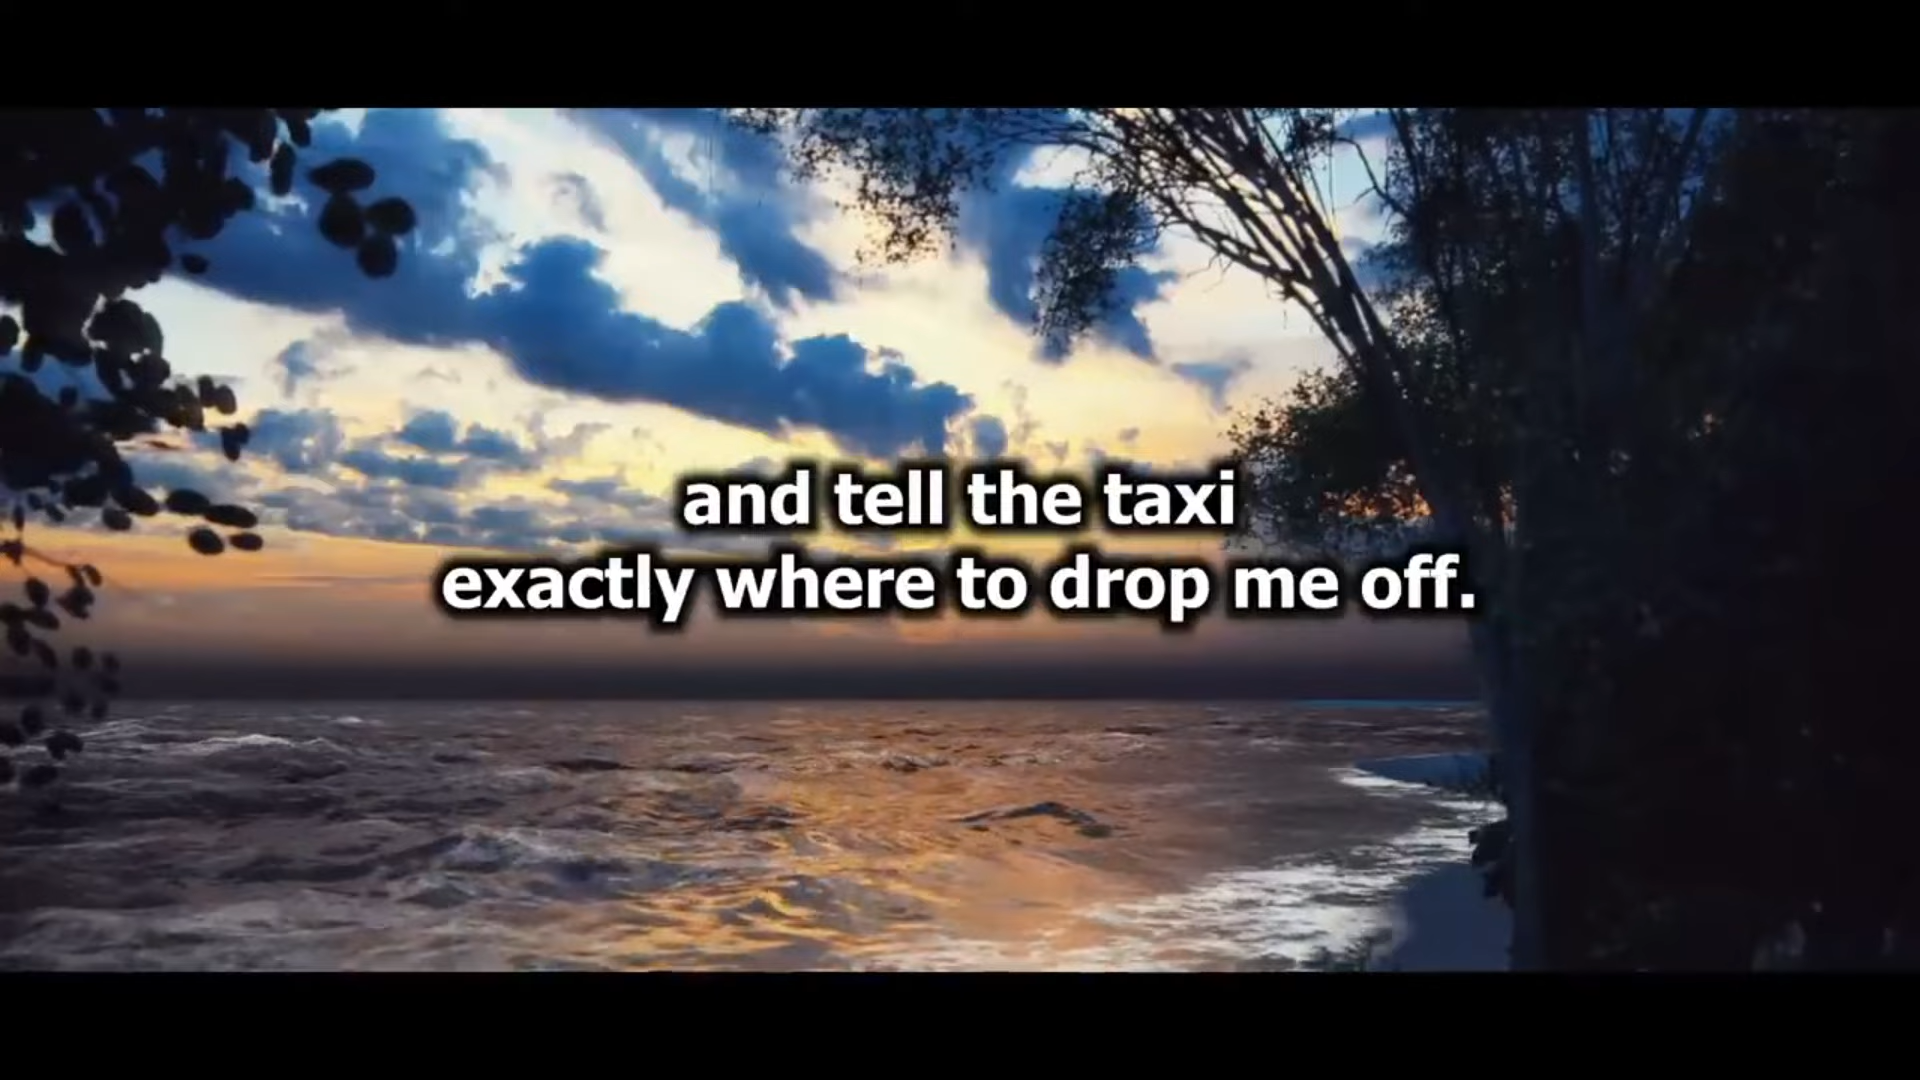 and tell the taxi
exactly where to drop me off.